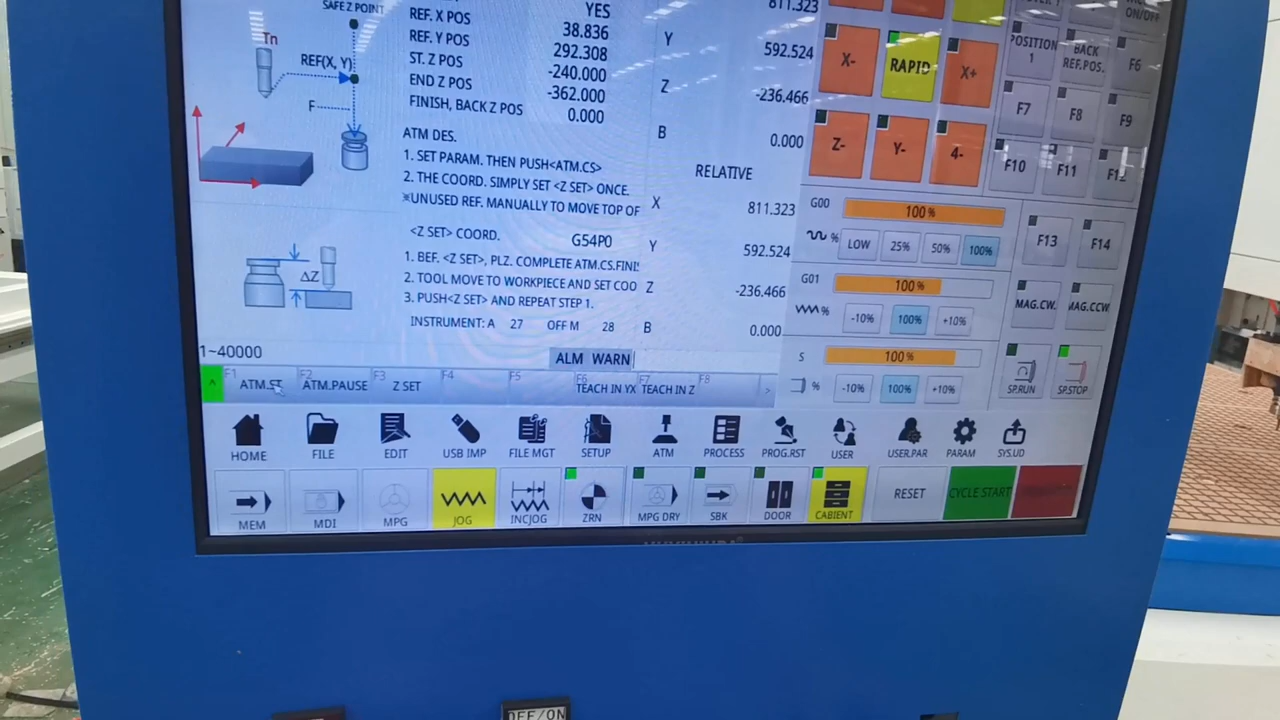 SAFE Z POINT
Tn
REF(X, Y)
F
YES
REF. X POS 38.836
REF. Y POS 292.308
ST. Z POS -240.000
END Z POS -362.000
FINISH, BACK Z POS 0.000
ATM DES.
1. SET PARAM. THEN PUSH<ATM.CS>
2. THE COORD. SIMPLY SET <Z SET> ONCE.
※UNUSED REF. MANUALLY TO MOVE TOP OF
<Z SET> COORD. G54P0
1. BEF. <Z SET>, PLZ. COMPLETE ATM.CS.FINI
2. TOOL MOVE TO WORKPIECE AND SET COO
3. PUSH<Z SET> AND REPEAT STEP 1.
INSTRUMENT: A 27 OFF M 28
ΔZ
811.323
Y 592.524
Z -236.466
B 0.000
RELATIVE
X 811.323
Y 592.524
Z -236.466
B 0.000
1~40000
ALM WARN
F1 ATM.ST
F2 ATM.PAUSE
F3 Z SET
F4
F5
F6 TEACH IN YX
F7 TEACH IN Z
F8
>
HOME FILE EDIT USB IMP FILE MGT SETUP ATM PROCESS PROG.RST USER USER.PAR PARAM SYS.UD
MEM MDI MPG JOG INCJOG ZRN MPG DRY SBK DOOR CABIENT RESET CYCLE START
X- RAPID X+
Z- Y- 4-
ON/OFF
POSITION 1
BACK REF.POS.
F6
F7 F8 F9
F10 F11 F12
F13 F14
MAG.CW. MAG.CCW
SP.RUN SP.STOP
G00 100%
% LOW 25% 50% 100%
G01 100%
% -10% 100% +10%
S 100%
% -10% 100% +10%
OFF/ON